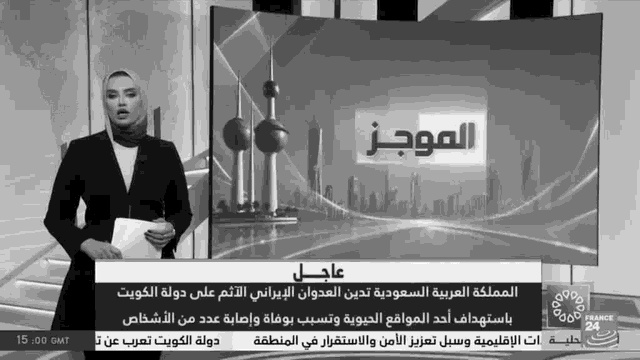 الموجز
عاجل
المملكة العربية السعودية تدين العدوان الإيراني الآثم على دولة الكويت
باستهداف أحد المواقع الحيوية وتسبب بوفاة وإصابة عدد من الأشخاص
FRANCE
24
15:00 GMT
ات الإقليمية وسبل تعزيز الأمن والاستقرار في المنطقة دولة الكويت تعرب عن ت